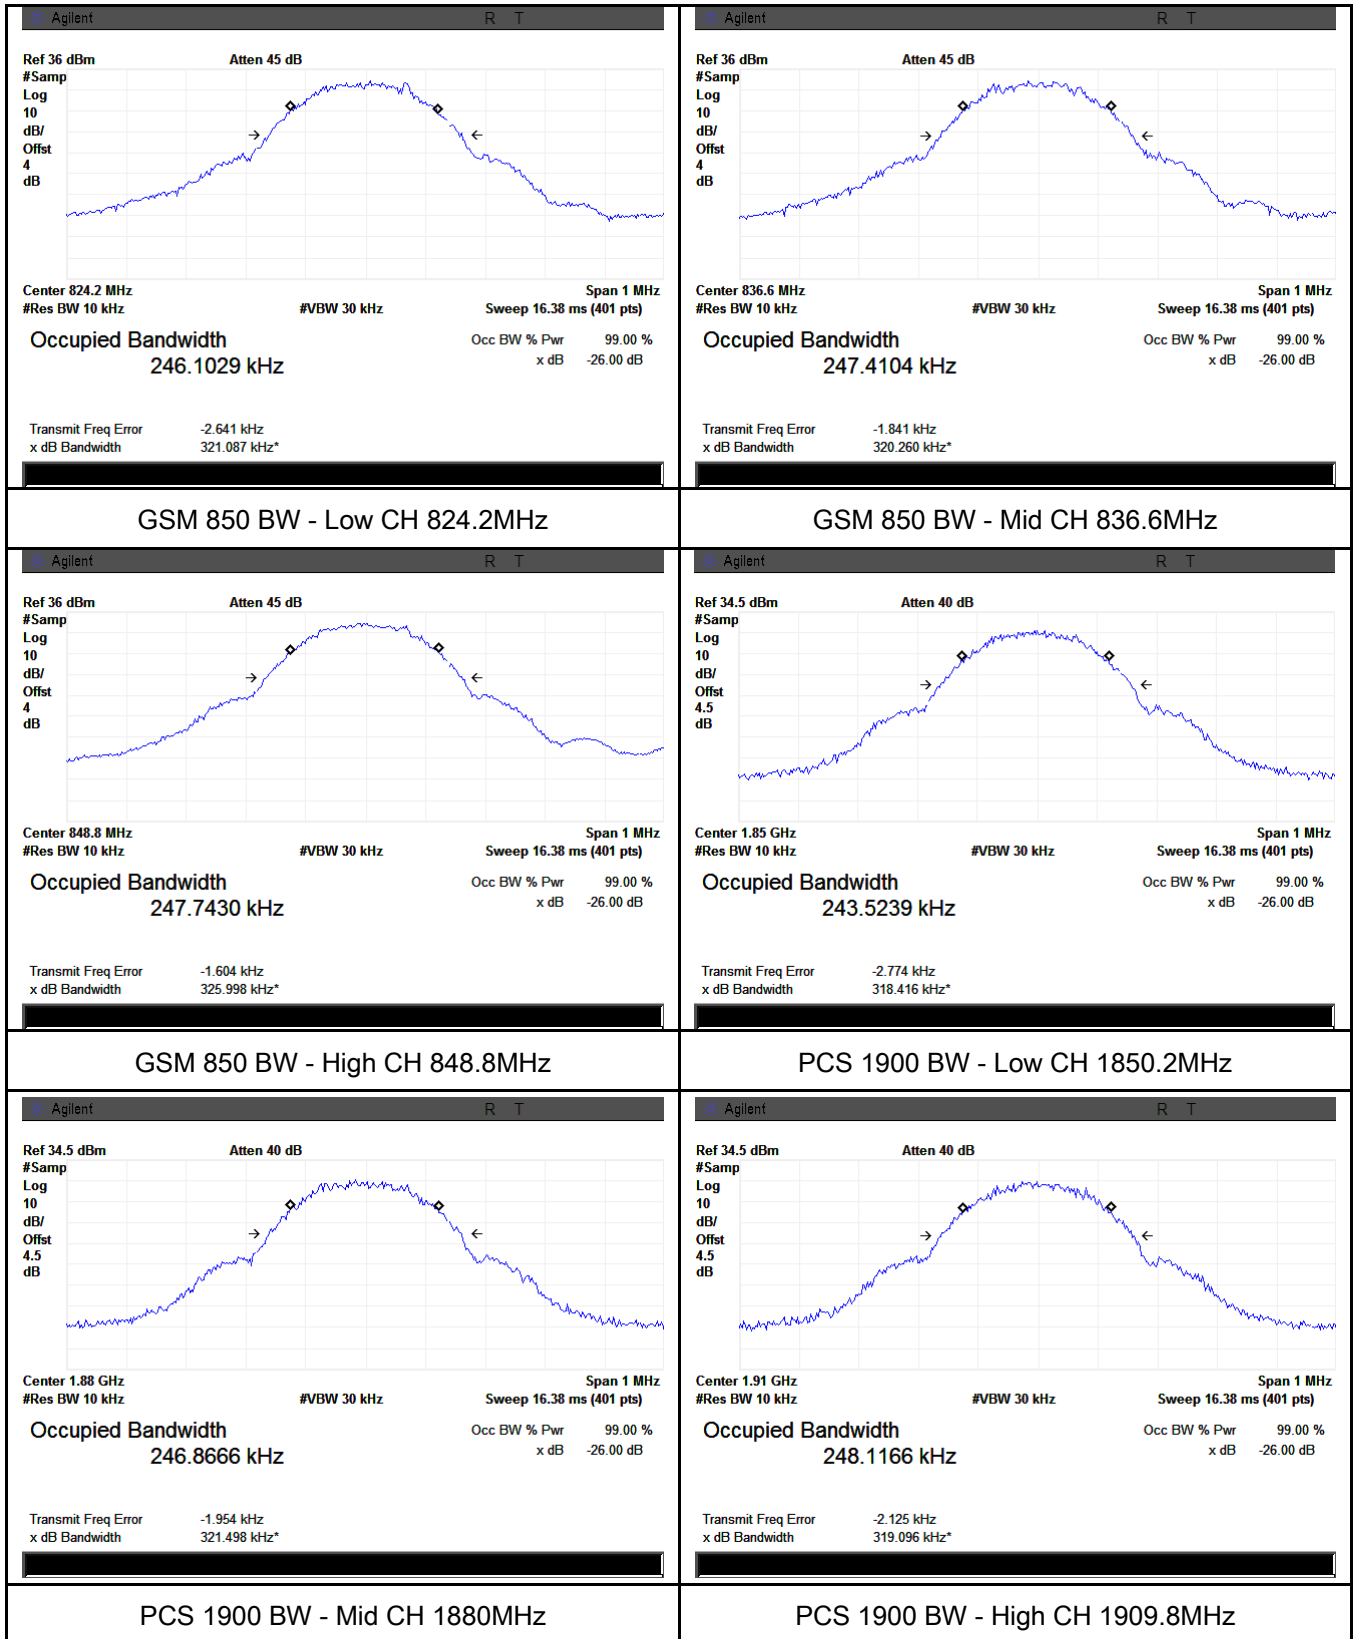 Agilent R T
Ref 36 dBm Atten 45 dB
#Samp
Log
10
dB/
Offst
4
dB
Center 824.2 MHz Span 1 MHz
#Res BW 10 kHz #VBW 30 kHz Sweep 16.38 ms (401 pts)
Occupied Bandwidth Occ BW % Pwr 99.00 %
246.1029 kHz x dB -26.00 dB
Transmit Freq Error -2.641 kHz
x dB Bandwidth 321.087 kHz*
GSM 850 BW - Low CH 824.2MHz
Agilent R T
Ref 36 dBm Atten 45 dB
#Samp
Log
10
dB/
Offst
4
dB
Center 836.6 MHz Span 1 MHz
#Res BW 10 kHz #VBW 30 kHz Sweep 16.38 ms (401 pts)
Occupied Bandwidth Occ BW % Pwr 99.00 %
247.4104 kHz x dB -26.00 dB
Transmit Freq Error -1.841 kHz
x dB Bandwidth 320.260 kHz*
GSM 850 BW - Mid CH 836.6MHz
Agilent R T
Ref 36 dBm Atten 45 dB
#Samp
Log
10
dB/
Offst
4
dB
Center 848.8 MHz Span 1 MHz
#Res BW 10 kHz #VBW 30 kHz Sweep 16.38 ms (401 pts)
Occupied Bandwidth Occ BW % Pwr 99.00 %
247.7430 kHz x dB -26.00 dB
Transmit Freq Error -1.604 kHz
x dB Bandwidth 325.998 kHz*
GSM 850 BW - High CH 848.8MHz
Agilent R T
Ref 34.5 dBm Atten 40 dB
#Samp
Log
10
dB/
Offst
4.5
dB
Center 1.85 GHz Span 1 MHz
#Res BW 10 kHz #VBW 30 kHz Sweep 16.38 ms (401 pts)
Occupied Bandwidth Occ BW % Pwr 99.00 %
243.5239 kHz x dB -26.00 dB
Transmit Freq Error -2.774 kHz
x dB Bandwidth 318.416 kHz*
PCS 1900 BW - Low CH 1850.2MHz
Agilent R T
Ref 34.5 dBm Atten 40 dB
#Samp
Log
10
dB/
Offst
4.5
dB
Center 1.88 GHz Span 1 MHz
#Res BW 10 kHz #VBW 30 kHz Sweep 16.38 ms (401 pts)
Occupied Bandwidth Occ BW % Pwr 99.00 %
246.8666 kHz x dB -26.00 dB
Transmit Freq Error -1.954 kHz
x dB Bandwidth 321.498 kHz*
PCS 1900 BW - Mid CH 1880MHz
Agilent R T
Ref 34.5 dBm Atten 40 dB
#Samp
Log
10
dB/
Offst
4.5
dB
Center 1.91 GHz Span 1 MHz
#Res BW 10 kHz #VBW 30 kHz Sweep 16.38 ms (401 pts)
Occupied Bandwidth Occ BW % Pwr 99.00 %
248.1166 kHz x dB -26.00 dB
Transmit Freq Error -2.125 kHz
x dB Bandwidth 319.096 kHz*
PCS 1900 BW - High CH 1909.8MHz